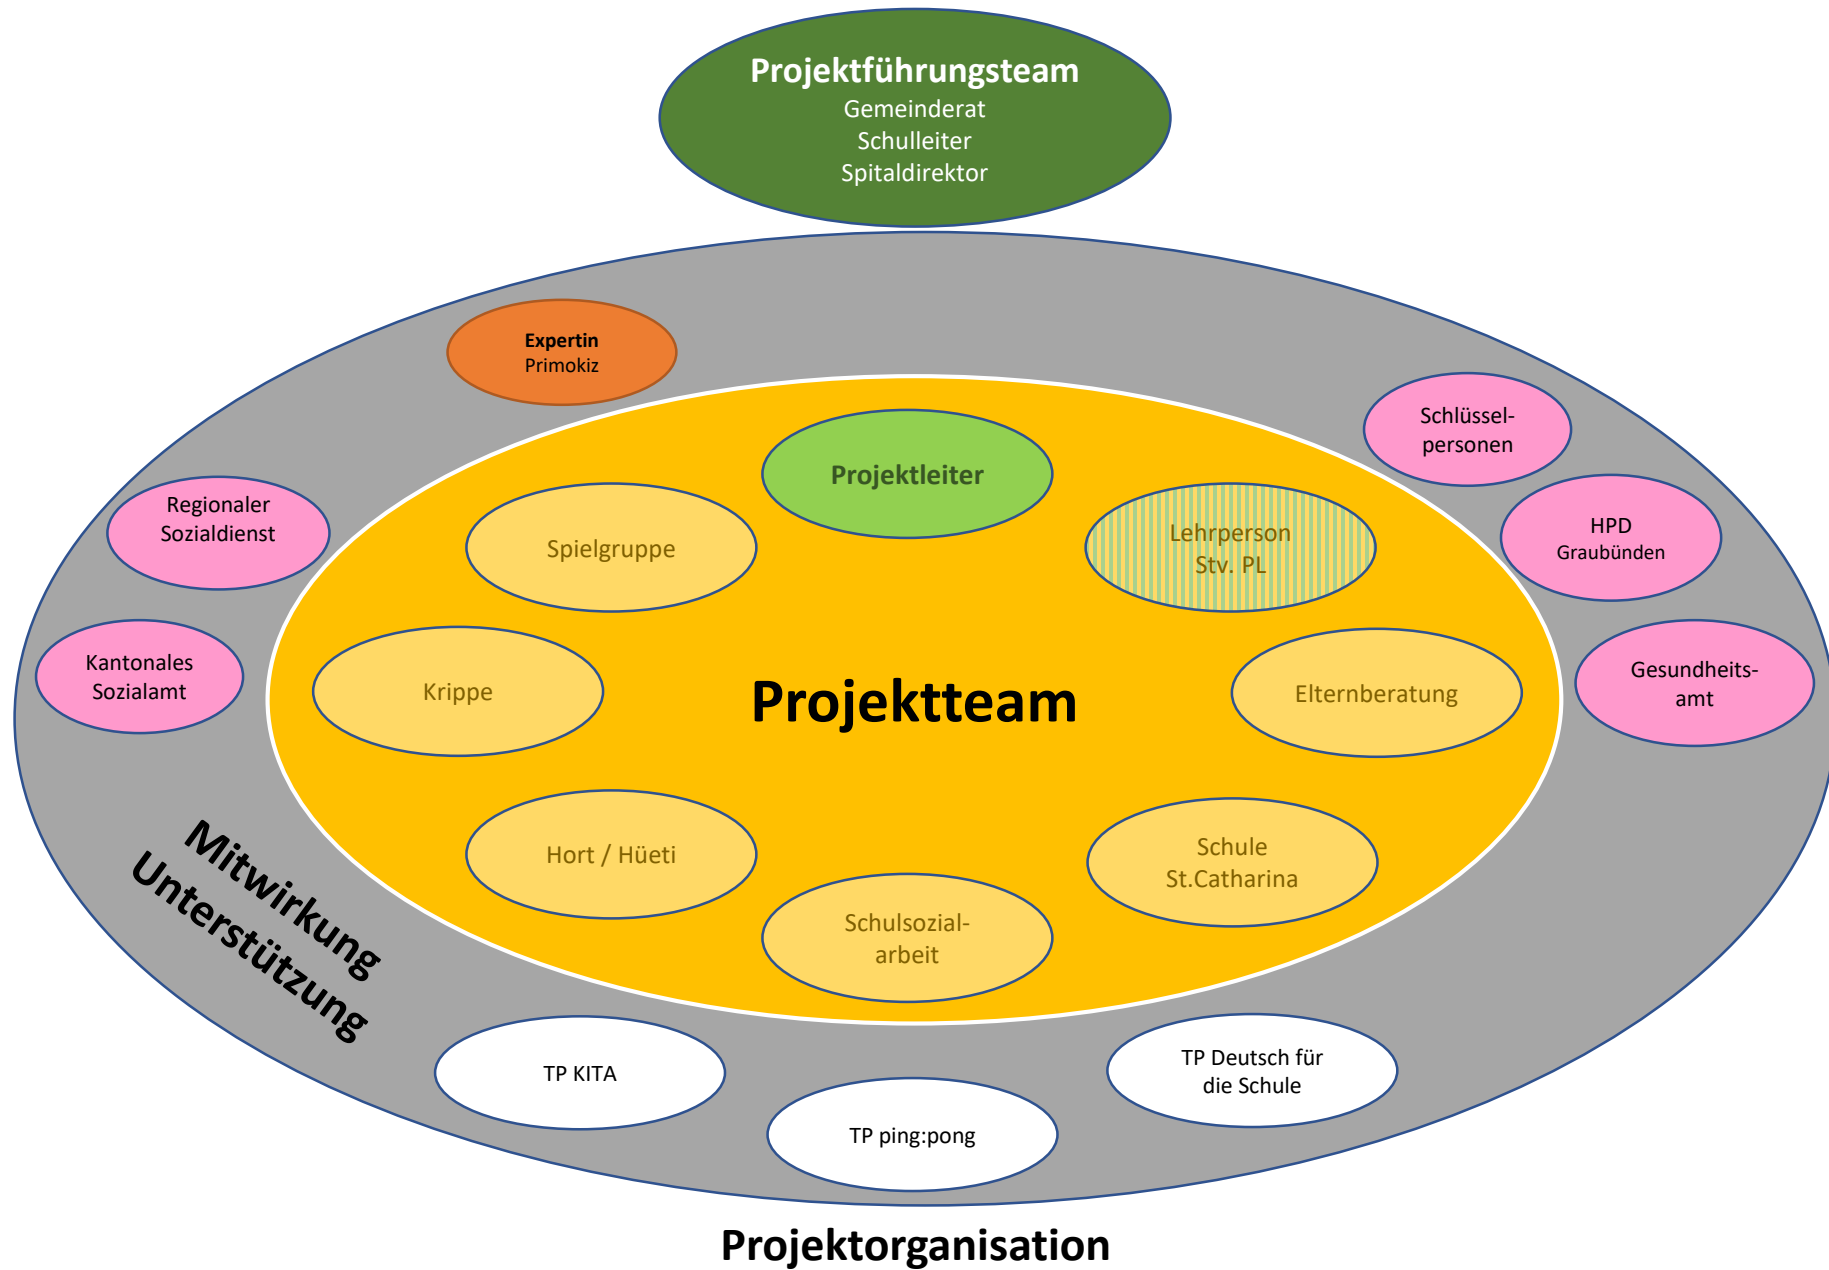 Projektführungsteam
Gemeinderat
Schulleiter
Spitaldirektor
Expertin
Primokiz
Schlüssel-
personen
Regionaler
Sozialdienst
HPD
Graubünden
Kantonales
Sozialamt
Gesundheits-
amt
Projektleiter
Spielgruppe
Lehrperson
Stv. PL
Krippe
Projektteam
Elternberatung
Hort / Hüeti
Schule
St.Catharina
Schulsozial-
arbeit
Mitwirkung
Unterstützung
TP KITA
TP ping:pong
TP Deutsch für
die Schule
Projektorganisation